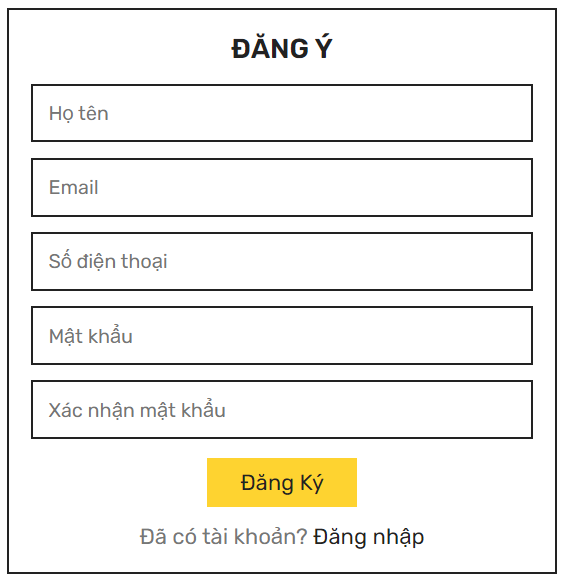 ĐĂNG Ý
Họ tên
Email
Số điện thoại
Mật khẩu
Xác nhận mật khẩu
Đăng Ký
Đã có tài khoản? Đăng nhập